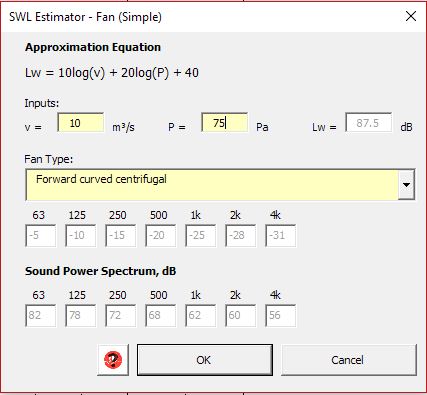 SWL Estimator - Fan (Simple)
Approximation Equation
Lw = 10log(v) + 20log(P) + 40
Inputs:
v = 10 m³/s P = 75 Pa Lw = 87.5 dB
Fan Type:
Forward curved centrifugal
63 125 250 500 1k 2k 4k
-5 -10 -15 -20 -25 -28 -31
Sound Power Spectrum, dB
63 125 250 500 1k 2k 4k
82 78 72 68 62 60 56
? OK Cancel